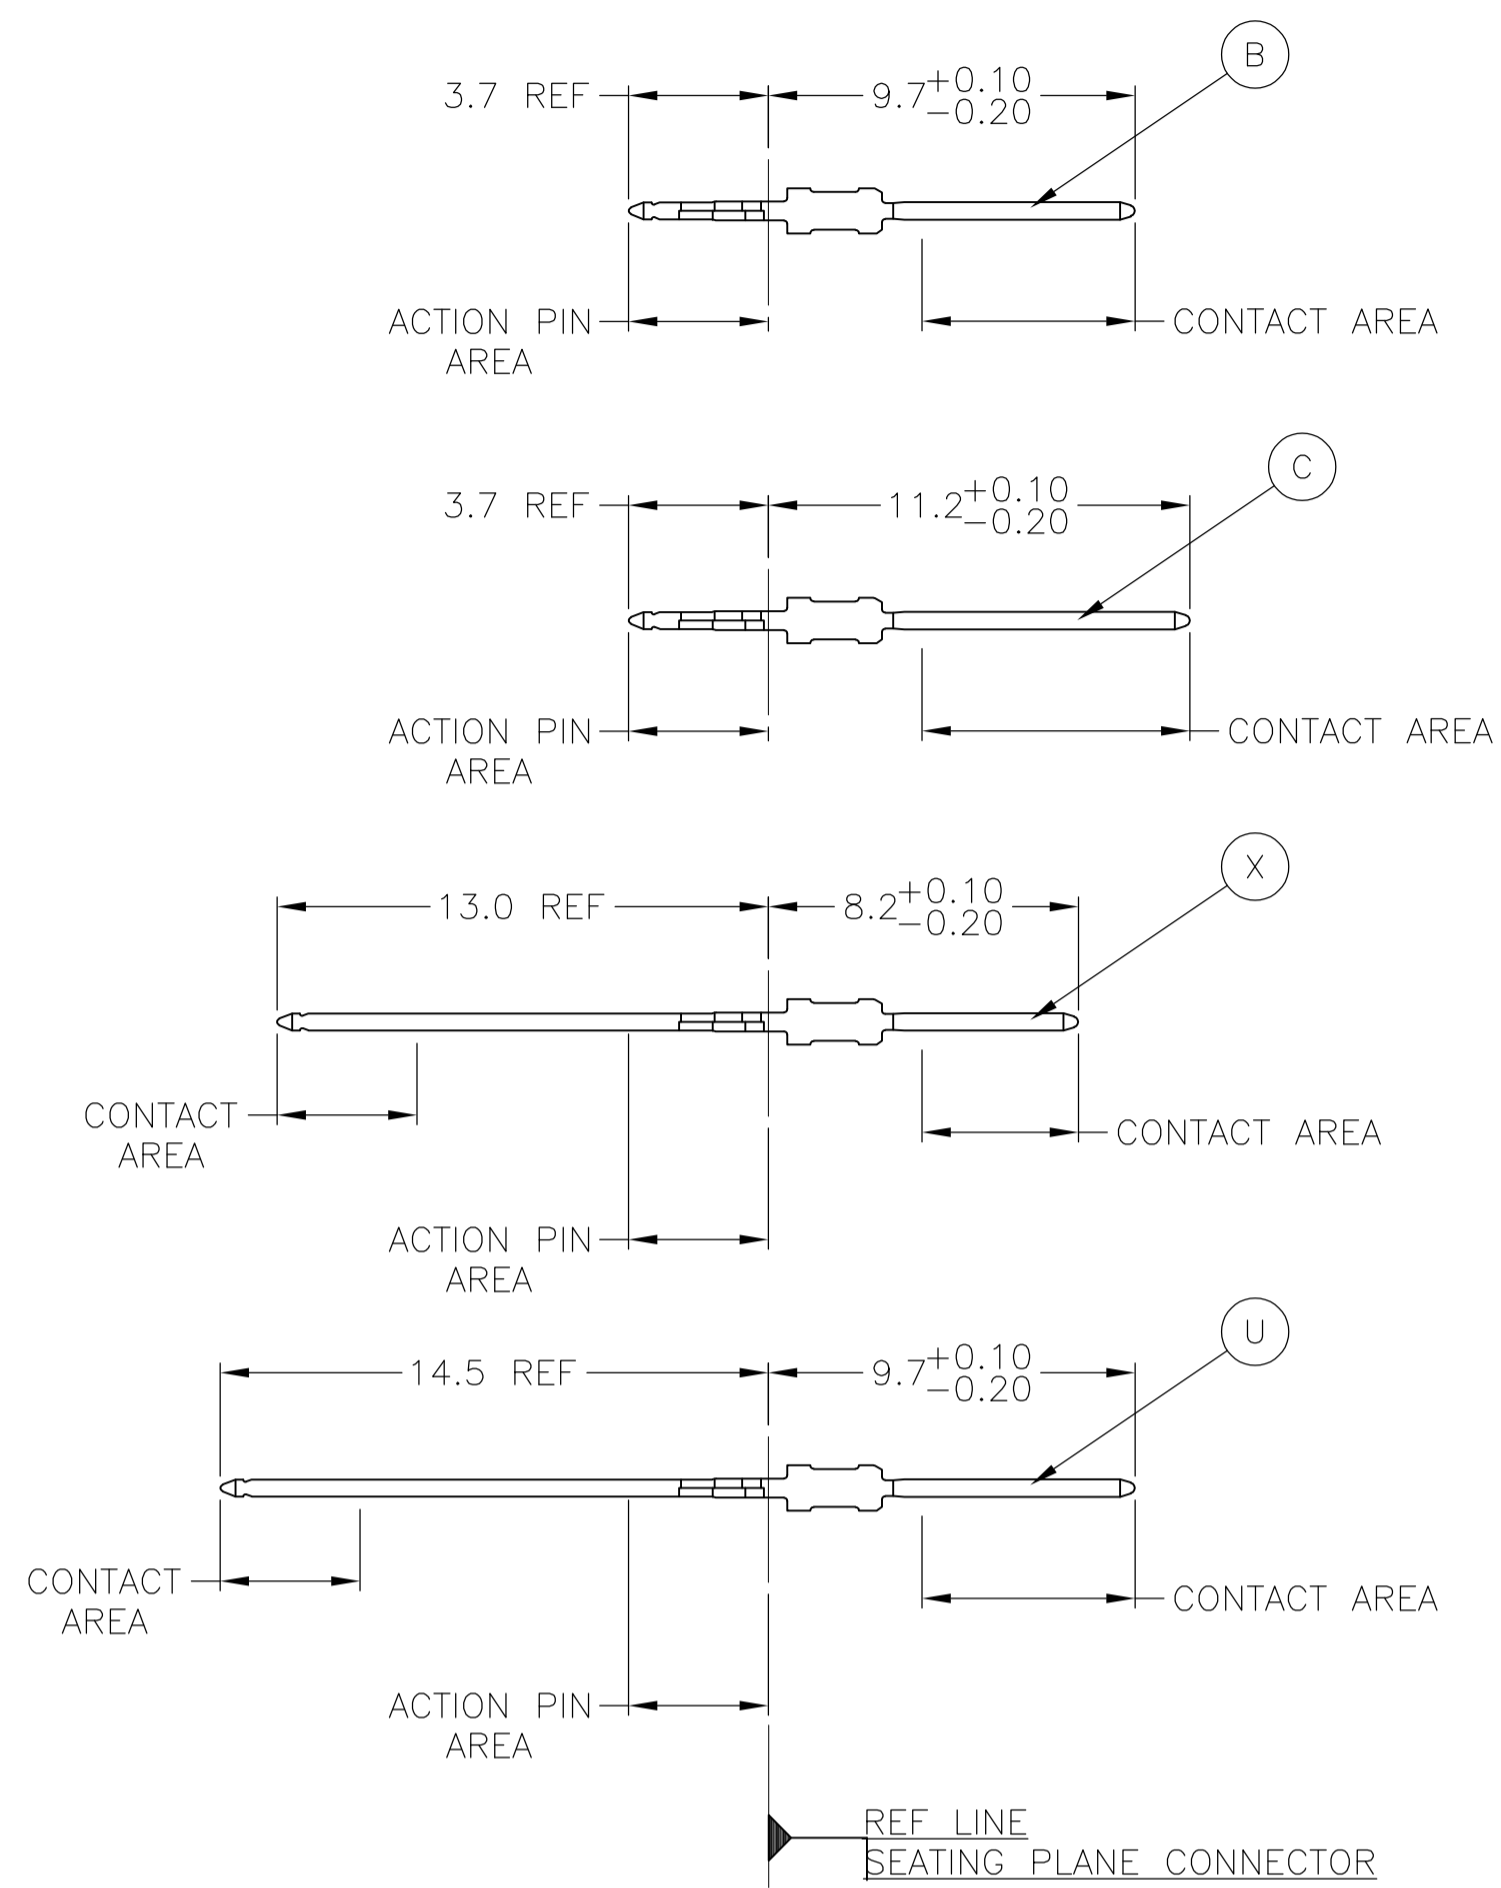 B
3.7 REF
9.7 +0.10
-0.20
ACTION PIN
AREA
CONTACT AREA
C
3.7 REF
11.2 +0.10
-0.20
ACTION PIN
AREA
CONTACT AREA
X
13.0 REF
8.2 +0.10
-0.20
CONTACT
AREA
CONTACT AREA
ACTION PIN
AREA
U
14.5 REF
9.7 +0.10
-0.20
CONTACT
AREA
CONTACT AREA
ACTION PIN
AREA
REF LINE
SEATING PLANE CONNECTOR